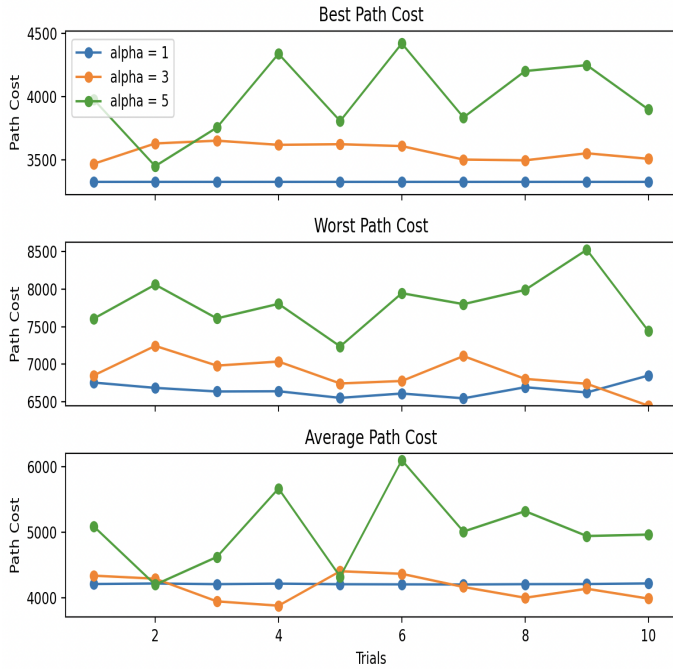 Best Path Cost
4500
4000
3500
Path Cost
alpha = 1
alpha = 3
alpha = 5
Worst Path Cost
8500
8000
7500
7000
6500
Path Cost
Average Path Cost
6000
5000
4000
Path Cost
2
4
6
8
10
Trials